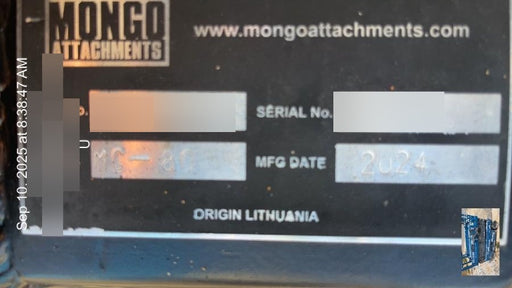 MONGO
ATTACHMENTS
www.mongoattachments.com
SERIAL No.
MFG DATE 2024
ORIGIN LITHUANIA
Sep 10, 2025 at 8:38:47 AM